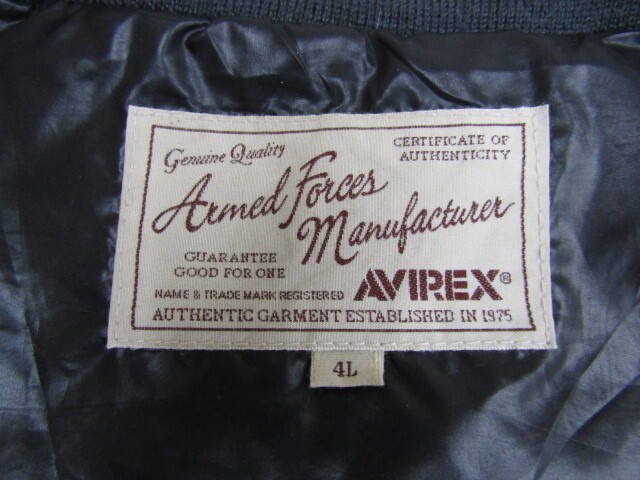 Genuine Quality
CERTIFICATE OF
AUTHENTICITY
Armed Forces
Manufacturer
GUARANTEE
GOOD FOR ONE
NAME & TRADE MARK REGISTERED
AVIREX®
AUTHENTIC GARMENT ESTABLISHED IN 1975
4L